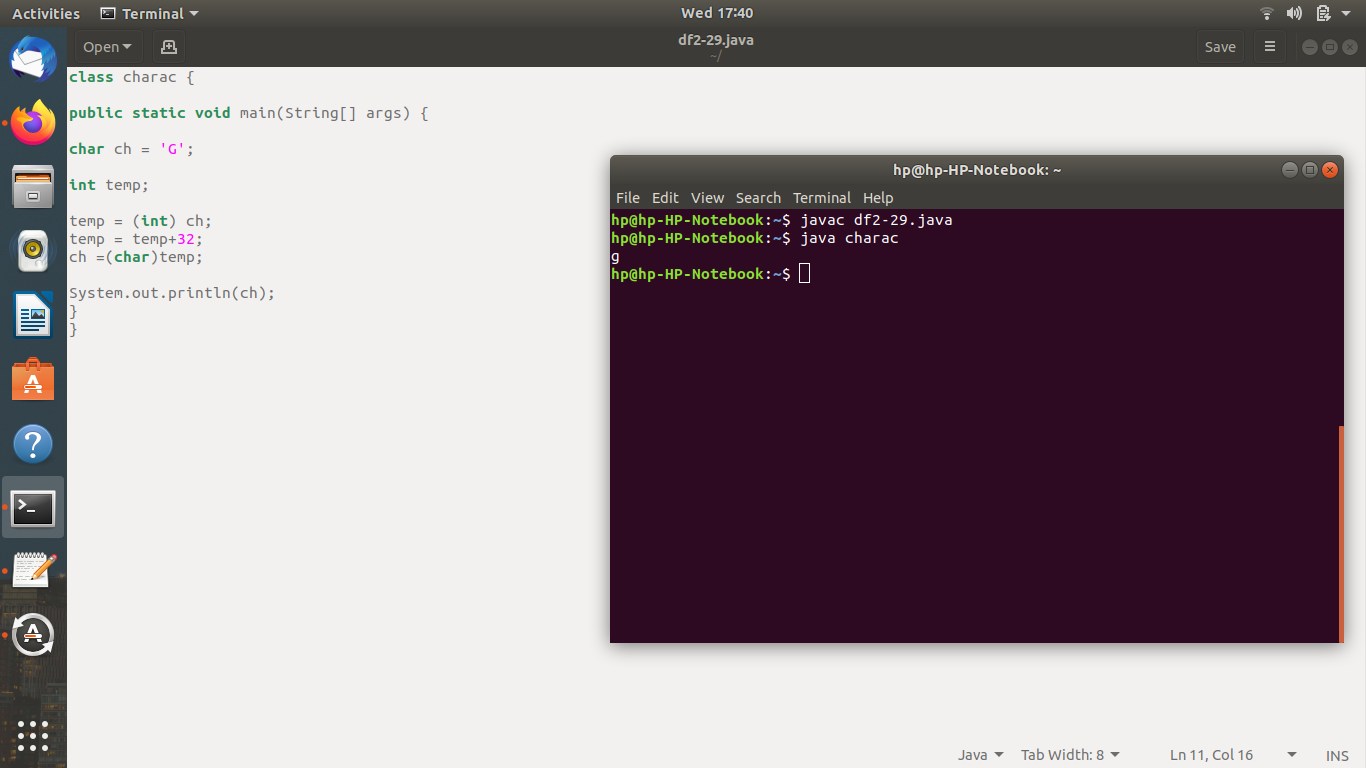 Activities Terminal Wed 17:40
Open df2-29.java Save
~/
class charac {
public static void main(String[] args) {
char ch = 'G';
int temp;
temp = (int) ch;
temp = temp+32;
ch =(char)temp;
System.out.println(ch);
}
}
hp@hp-HP-Notebook: ~
File Edit View Search Terminal Help
hp@hp-HP-Notebook:~$ javac df2-29.java
hp@hp-HP-Notebook:~$ java charac
g
hp@hp-HP-Notebook:~$
Java Tab Width: 8 Ln 11, Col 16 INS